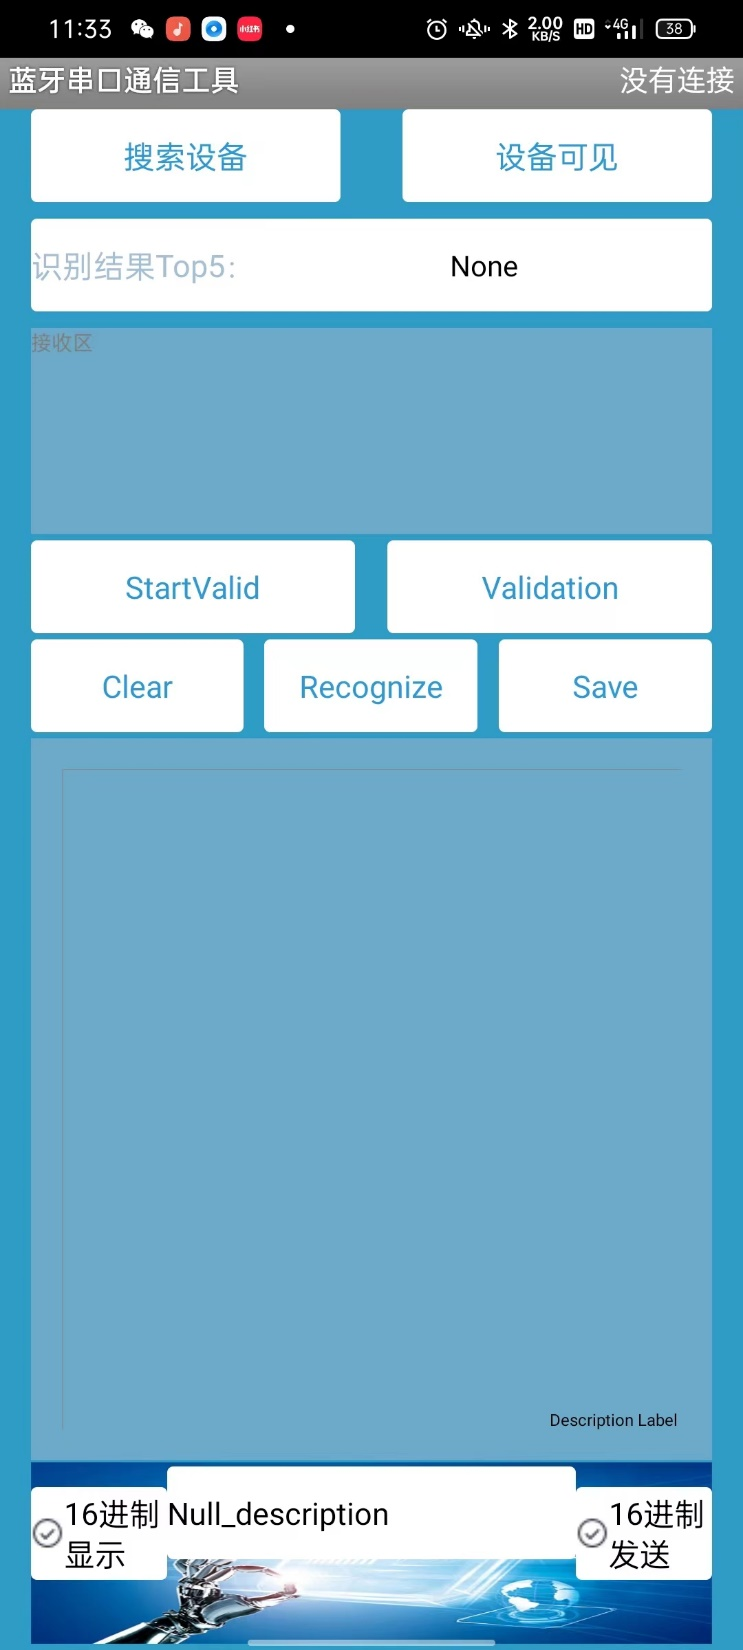 11:33
2.00
KB/S
HD
4G
38
蓝牙串口通信工具
没有连接
搜索设备
设备可见
识别结果Top5:
None
接收区
StartValid
Validation
Clear
Recognize
Save
Description Label
16进制
显示
Null_description
16进制
发送